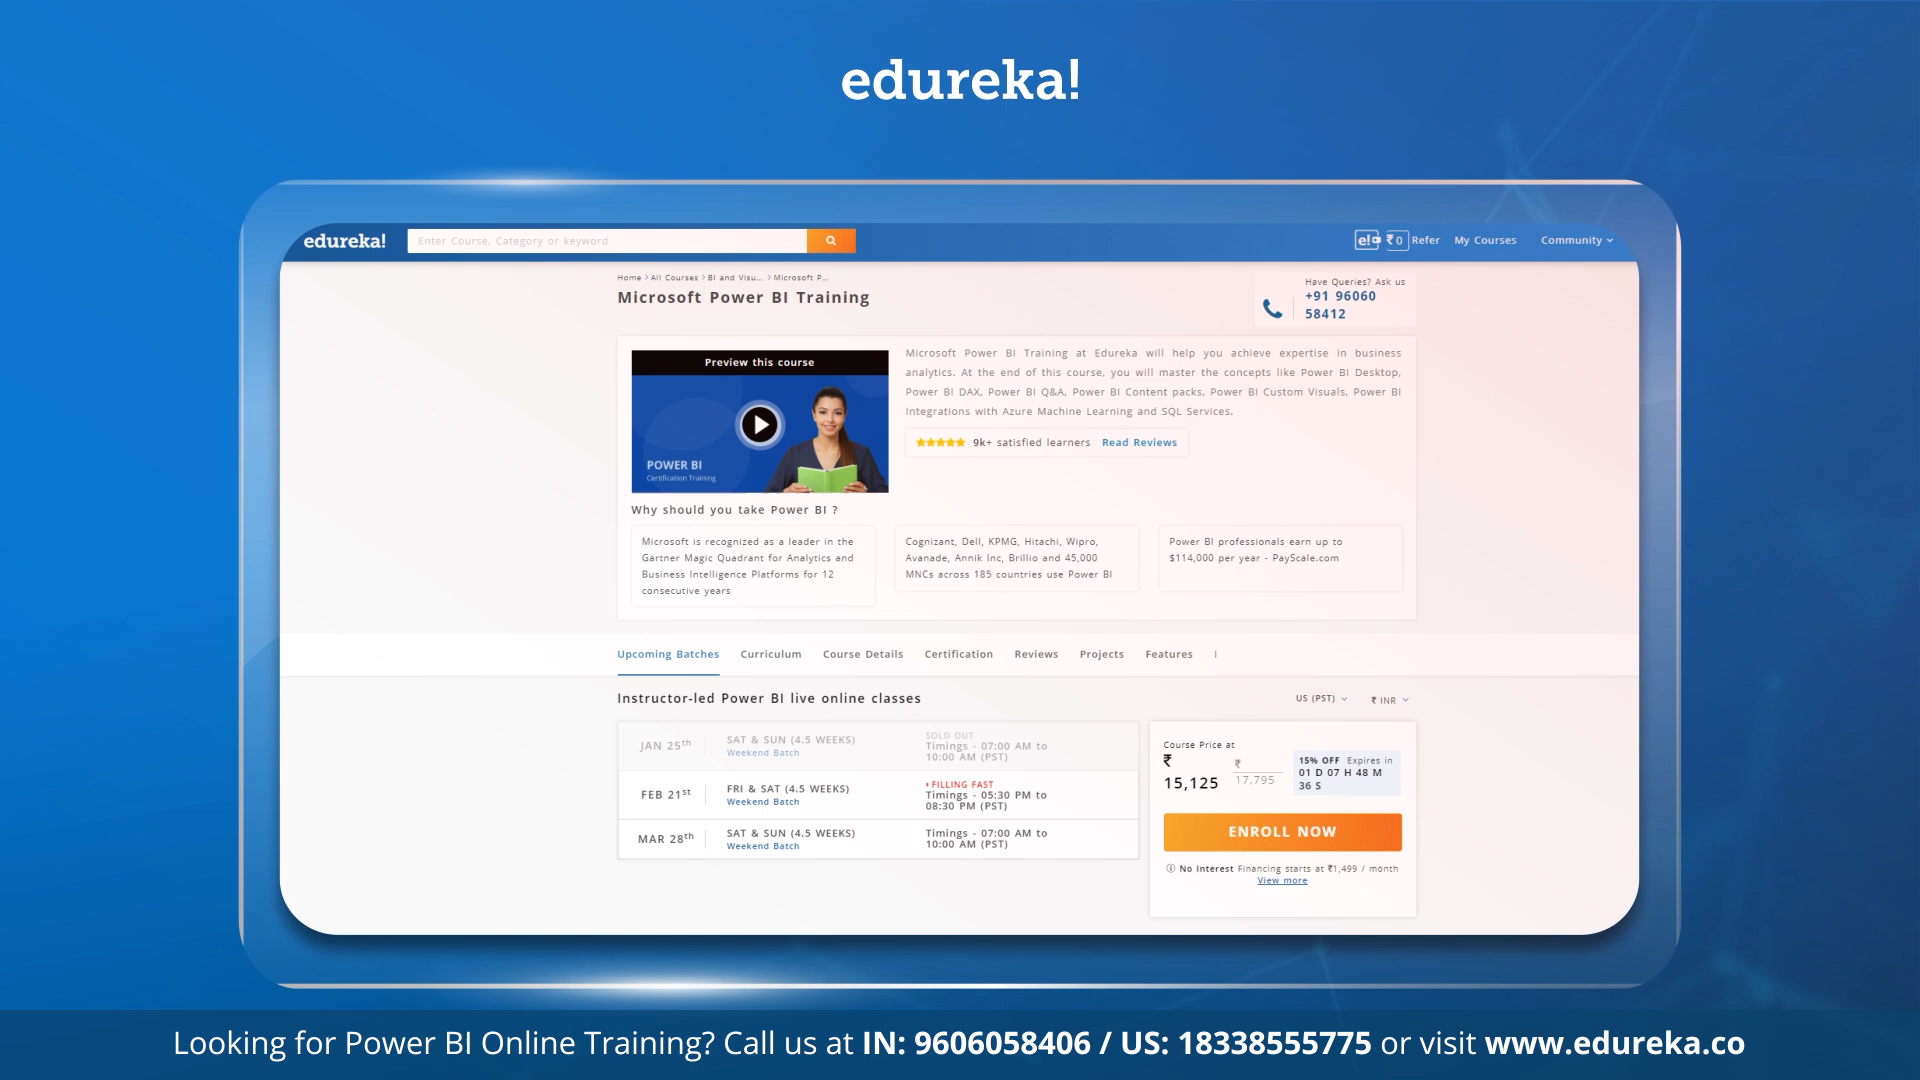 edureka!
edureka!
Enter Course, Category or keyword
e!
₹ 0
Refer
My Courses
Community
Home > All Courses > BI and Visu... > Microsoft P...
Microsoft Power BI Training
Have Queries? Ask us
+91 96060
58412
Preview this course
POWER BI
Certification Training
Microsoft Power BI Training at Edureka will help you achieve expertise in business
analytics. At the end of this course, you will master the concepts like Power BI Desktop,
Power BI DAX, Power BI Q&A, Power BI Content packs, Power BI Custom Visuals, Power BI
Integrations with Azure Machine Learning and SQL Services.
9k+ satisfied learners Read Reviews
Why should you take Power BI ?
Microsoft is recognized as a leader in the
Gartner Magic Quadrant for Analytics and
Business Intelligence Platforms for 12
consecutive years
Cognizant, Dell, KPMG, Hitachi, Wipro,
Avanade, Annik Inc, Brillio and 45,000
MNCs across 185 countries use Power BI
Power BI professionals earn up to
$114,000 per year - PayScale.com
Upcoming Batches Curriculum Course Details Certification Reviews Projects Features
Instructor-led Power BI live online classes
US (PST)
₹ INR
JAN 25th
SAT & SUN (4.5 WEEKS)
Weekend Batch
SOLD OUT
Timings - 07:00 AM to
10:00 AM (PST)
FEB 21st
FRI & SAT (4.5 WEEKS)
Weekend Batch
FILLING FAST
Timings - 05:30 PM to
08:30 PM (PST)
MAR 28th
SAT & SUN (4.5 WEEKS)
Weekend Batch
Timings - 07:00 AM to
10:00 AM (PST)
Course Price at
₹
15,125
₹
17,795
15% OFF Expires in
01 D 07 H 48 M
36 S
ENROLL NOW
No Interest Financing starts at ₹1,499 / month
View more
Looking for Power BI Online Training? Call us at IN: 9606058406 / US: 18338555775 or visit www.edureka.co